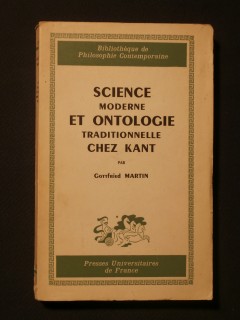 Bibliothèque de
Philosophie Contemporaine
SCIENCE
MODERNE
ET ONTOLOGIE
TRADITIONNELLE
CHEZ KANT
PAR
Gottfried MARTIN
Presses Universitaires
de France